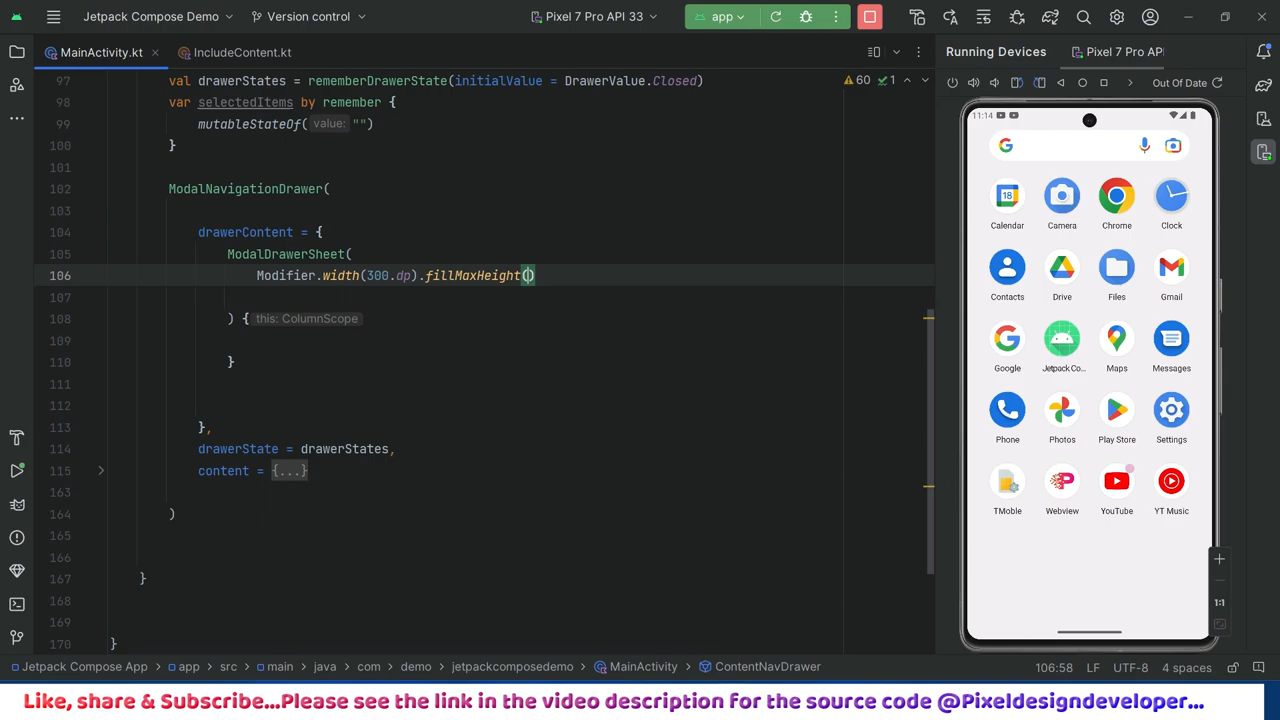 Jetpack Compose Demo
Version control
Pixel 7 Pro API 33
app
MainActivity.kt
IncludeContent.kt
Running Devices
Pixel 7 Pro API
97 val drawerStates = rememberDrawerState(initialValue = DrawerValue.Closed)
60 1
98 var selectedItems by remember {
99 mutableStateOf( value: "")
100 }
101
102 ModalNavigationDrawer(
103
104 drawerContent = {
105 ModalDrawerSheet(
106 Modifier.width(300.dp).fillMaxHeight()
107
108 ) { this: ColumnScope
109
110 }
111
112
113 },
114 drawerState = drawerStates,
115 content = {...}
163
164 )
165
166
167 }
168
169
170 }
Out Of Date
11:14
G
18
Calendar
Camera
Chrome
Clock
Contacts
Drive
Files
Gmail
Google
Jetpack Co...
Maps
Messages
Phone
Photos
Play Store
Settings
TMoble
Webview
YouTube
YT Music
1:1
Jetpack Compose App
app
src
main
java
com
demo
jetpackcomposedemo
MainActivity
ContentNavDrawer
106:58
LF
UTF-8
4 spaces
Like, share & Subscribe...Please see the link in the video description for the source code @Pixeldesigndeveloper...